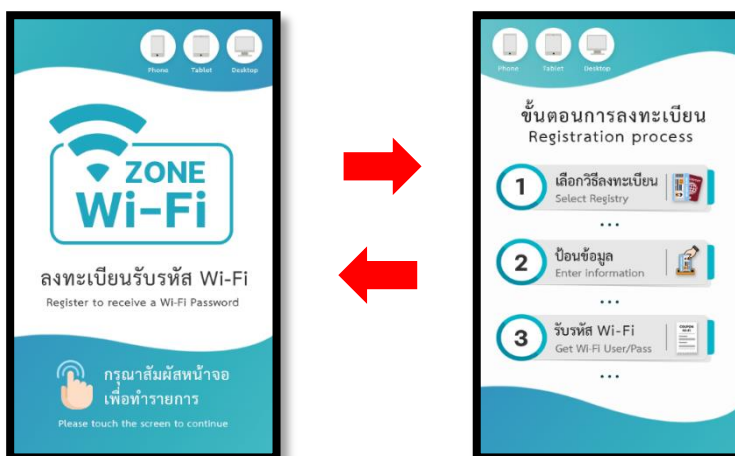 Phone Tablet Desktop
ZONE
Wi-Fi
ลงทะเบียนรับรหัส Wi-Fi
Register to receive a Wi-Fi Password
กรุณาสัมผัสหน้าจอ
เพื่อทำรายการ
Please touch the screen to continue
Phone Tablet Desktop
ขั้นตอนการลงทะเบียน
Registration process
1 เลือกวิธีลงทะเบียน
Select Registry
...
2 ป้อนข้อมูล
Enter information
...
3 รับรหัส Wi-Fi
Get Wi-Fi User/Pass
...